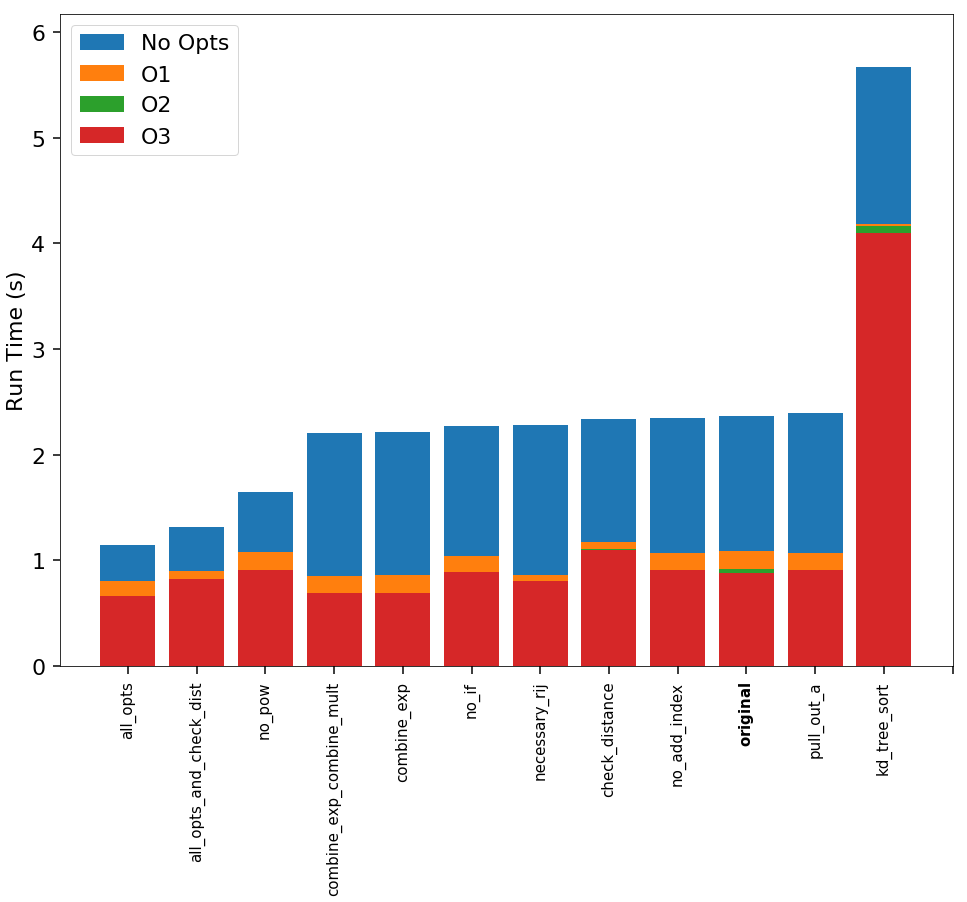 No Opts
O1
O2
O3
Run Time (s)
6
5
4
3
2
1
0
all_opts
all_opts_and_check_dist
no_pow
combine_exp_combine_mult
combine_exp
no_if
necessary_rij
check_distance
no_add_index
original
pull_out_a
kd_tree_sort